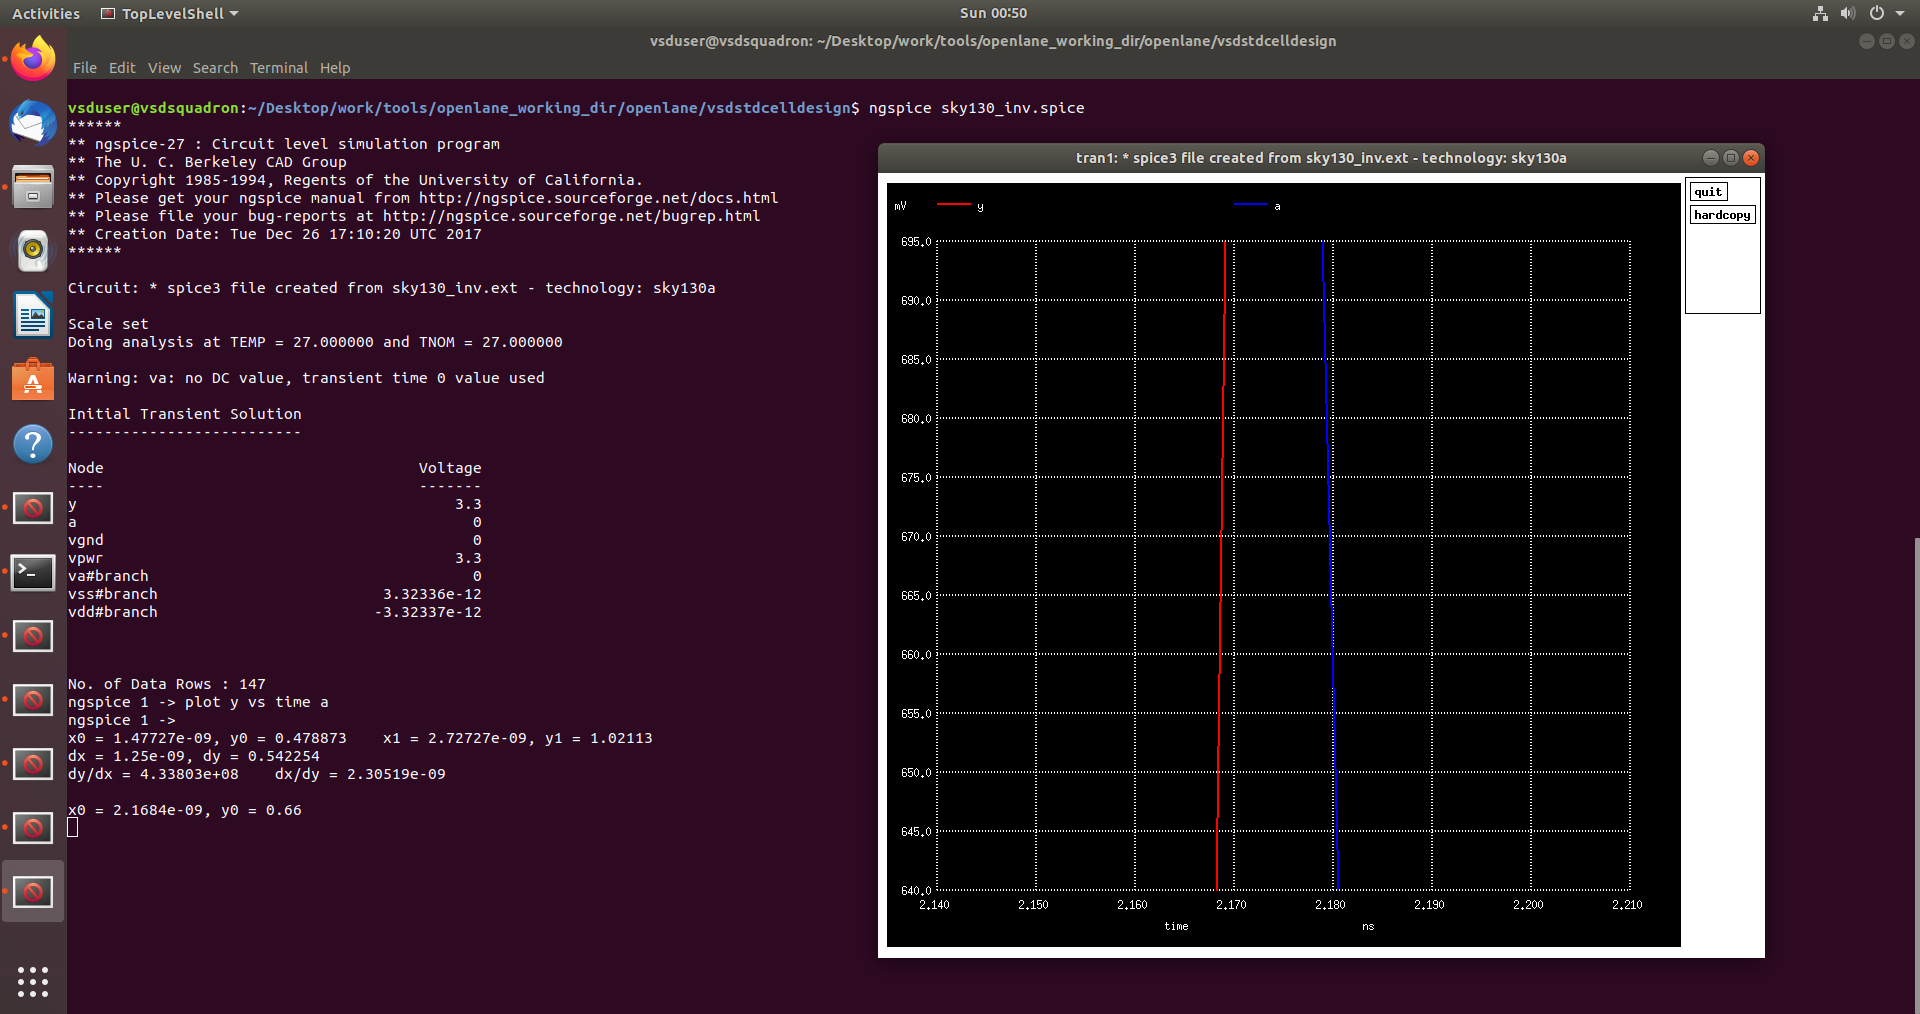 Activities TopLevelShell Sun 00:50
vsduser@vsdsquadron: ~/Desktop/work/tools/openlane_working_dir/openlane/vsdstdcelldesign
File Edit View Search Terminal Help
vsduser@vsdsquadron:~/Desktop/work/tools/openlane_working_dir/openlane/vsdstdcelldesign$ ngspice sky130_inv.spice
******
** ngspice-27 : Circuit level simulation program
** The U. C. Berkeley CAD Group
** Copyright 1985-1994, Regents of the University of California.
** Please get your ngspice manual from http://ngspice.sourceforge.net/docs.html
** Please file your bug-reports at http://ngspice.sourceforge.net/bugrep.html
** Creation Date: Tue Dec 26 17:10:20 UTC 2017
******
Circuit: * spice3 file created from sky130_inv.ext - technology: sky130a
Scale set
Doing analysis at TEMP = 27.000000 and TNOM = 27.000000
Warning: va: no DC value, transient time 0 value used
Initial Transient Solution
--------------------------
Node Voltage
---- -------
y 3.3
a 0
vgnd 0
vpwr 3.3
va#branch 0
vss#branch 3.32336e-12
vdd#branch -3.32337e-12
No. of Data Rows : 147
ngspice 1 -> plot y vs time a
ngspice 1 ->
x0 = 1.47727e-09, y0 = 0.478873 x1 = 2.72727e-09, y1 = 1.02113
dx = 1.25e-09, dy = 0.542254
dy/dx = 4.33803e+08 dx/dy = 2.30519e-09
x0 = 2.1684e-09, y0 = 0.66
tran1: * spice3 file created from sky130_inv.ext - technology: sky130a
quit
hardcopy
mV y a
695.0
690.0
685.0
680.0
675.0
670.0
665.0
660.0
655.0
650.0
645.0
640.0
2.140 2.150 2.160 2.170 2.180 2.190 2.200 2.210
time ns